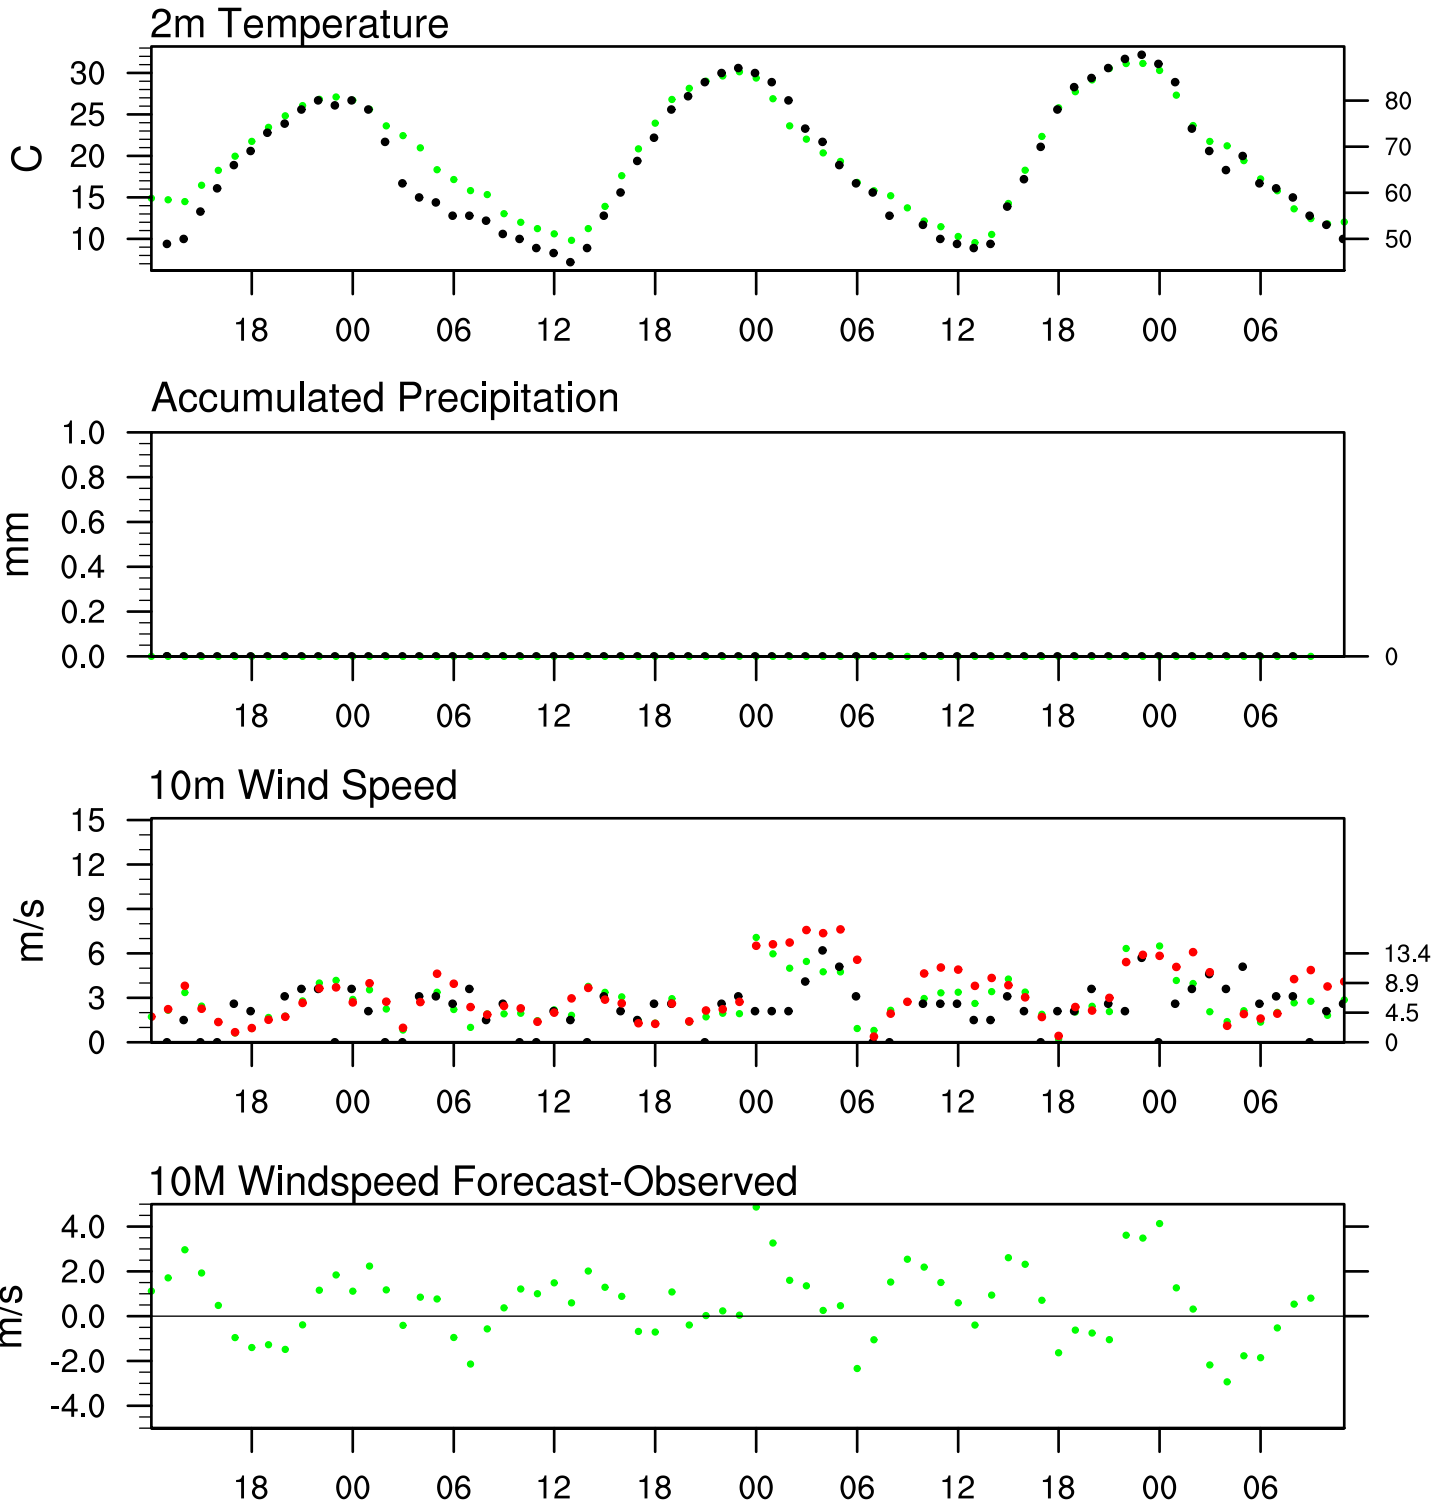 2m Temperature
30
25
20
15
10
C
80
70
60
50
18 00 06 12 18 00 06 12 18 00 06
Accumulated Precipitation
1.0
0.8
0.6
0.4
0.2
0.0
mm
0
18 00 06 12 18 00 06 12 18 00 06
10m Wind Speed
15
12
9
6
3
0
m/s
13.4
8.9
4.5
0
18 00 06 12 18 00 06 12 18 00 06
10M Windspeed Forecast-Observed
4.0
2.0
0.0
-2.0
-4.0
m/s
18 00 06 12 18 00 06 12 18 00 06